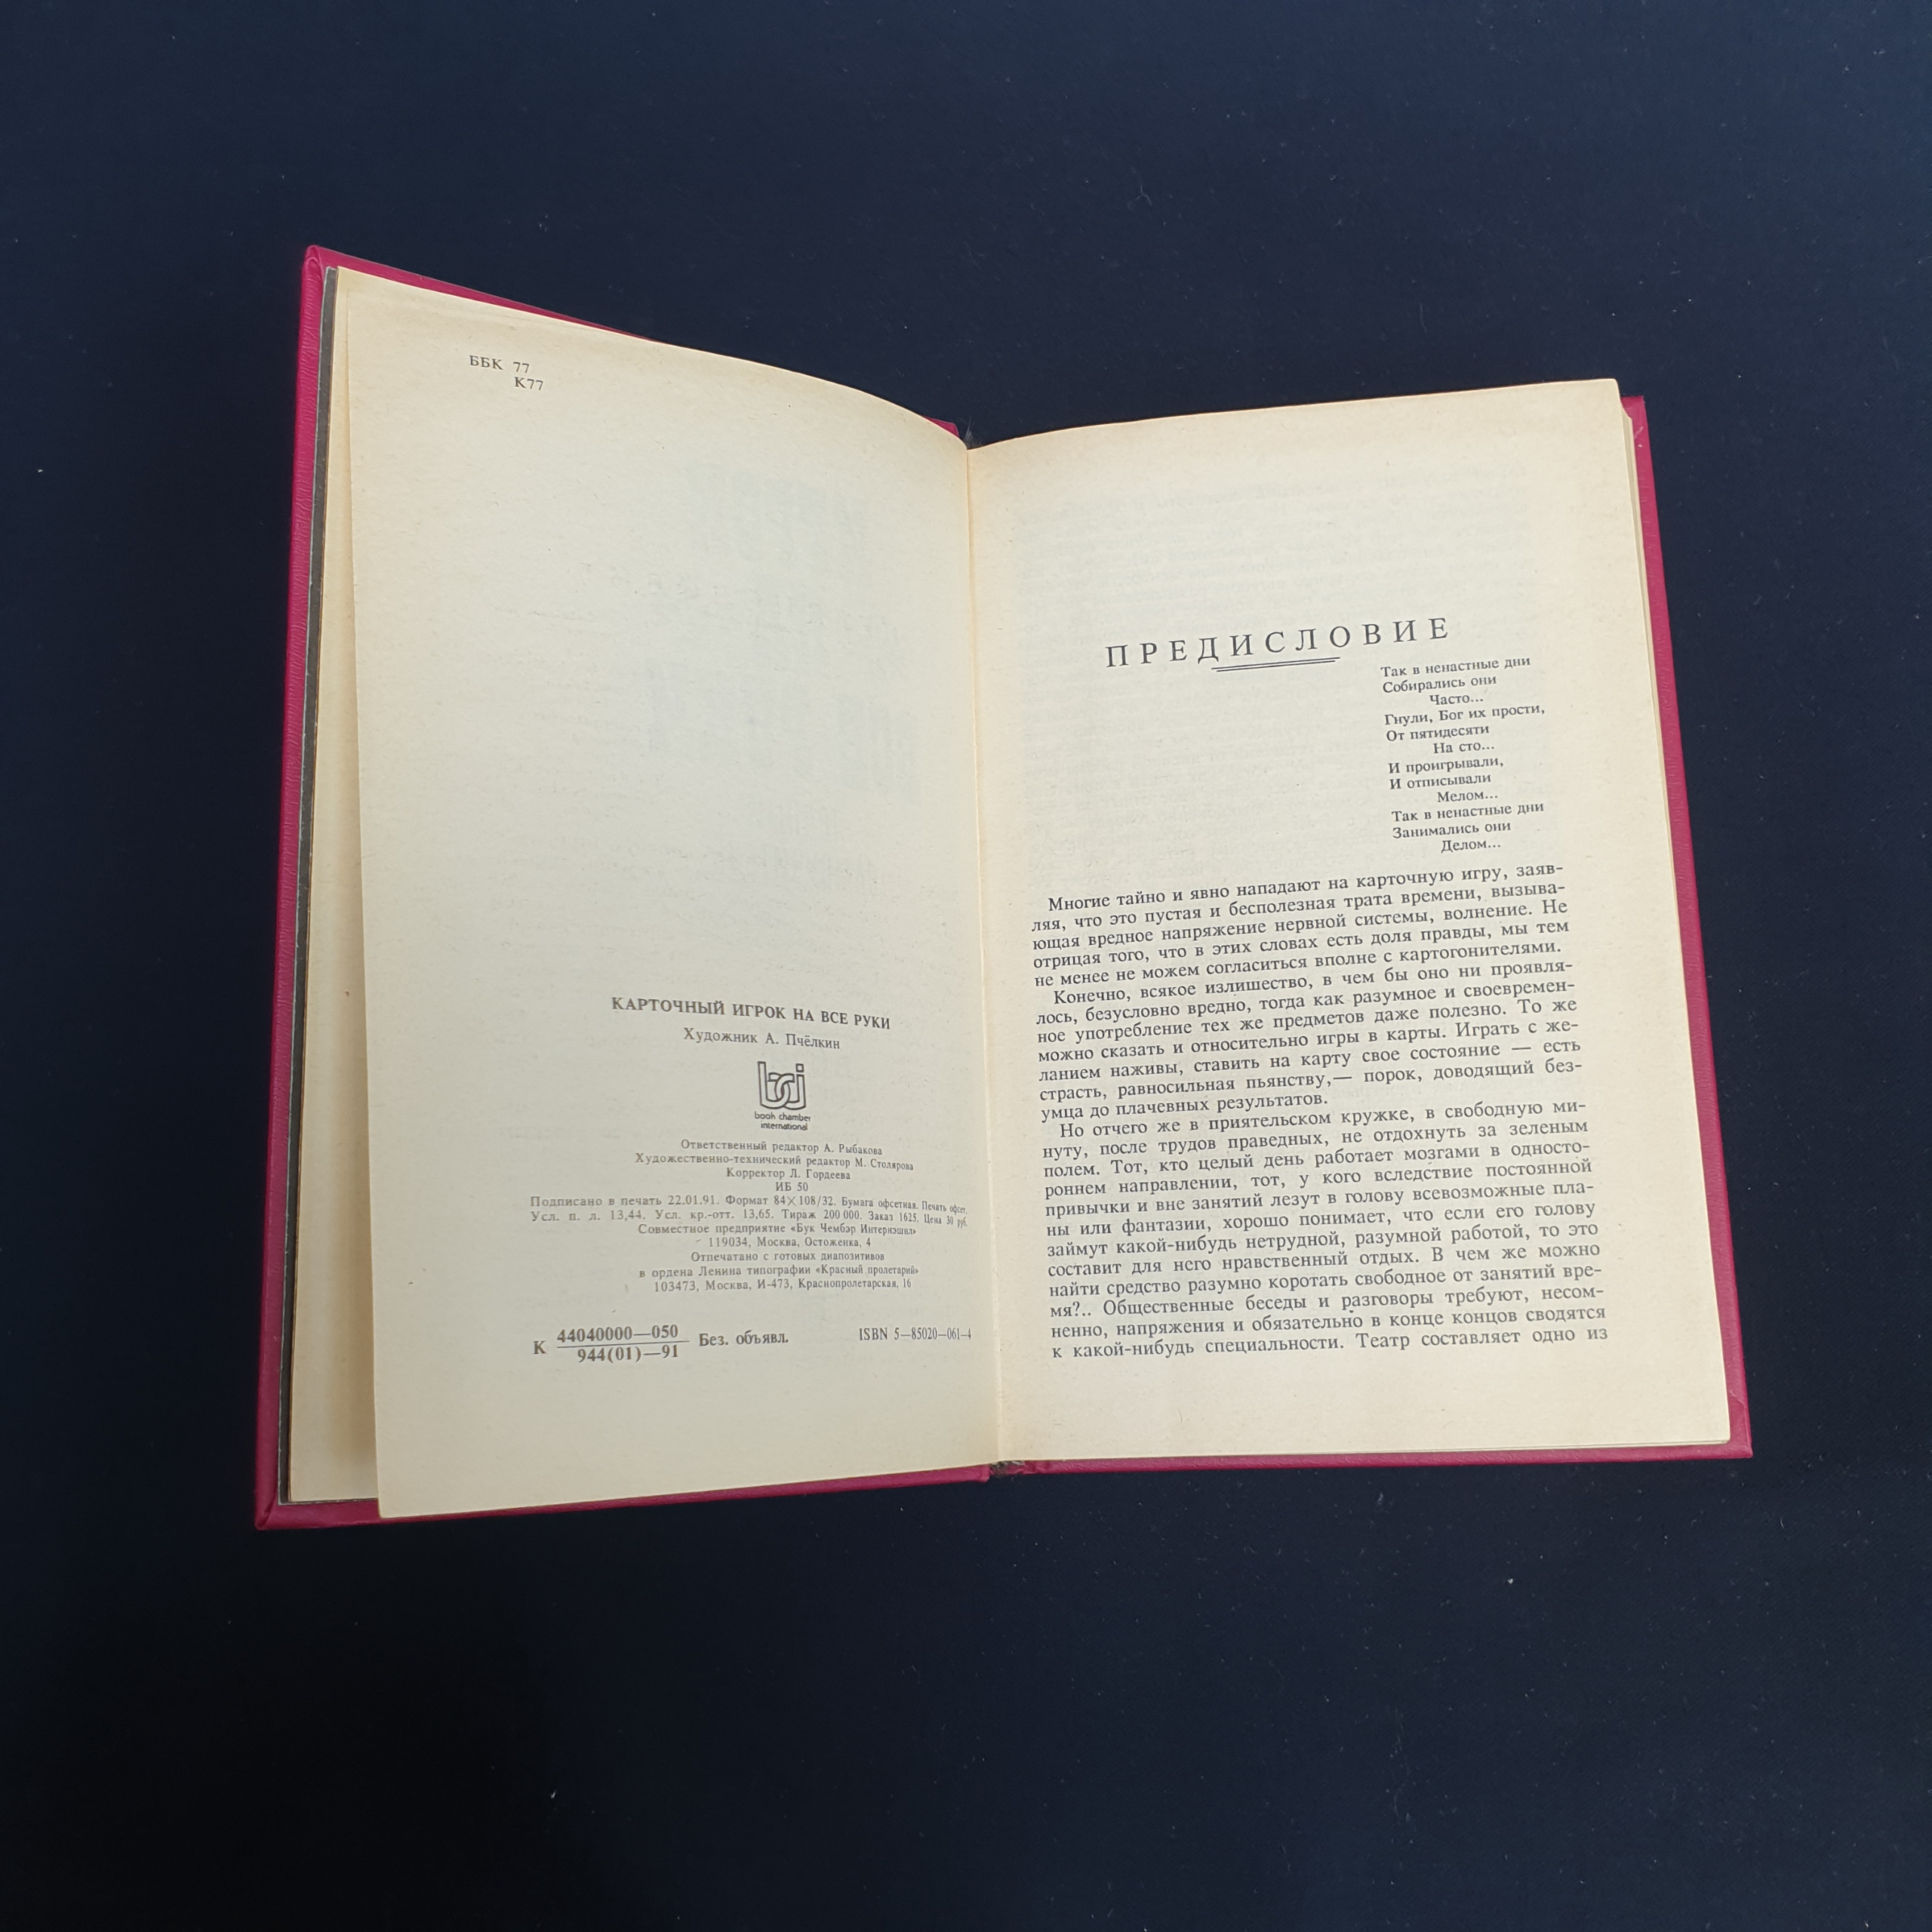 ББК 77
К77
КАРТОЧНЫЙ ИГРОК НА ВСЕ РУКИ
Художник А. Пчёлкин
bci
book chamber
international
Ответственный редактор А. Рыбакова
Художественно-технический редактор М. Столярова
Корректор Л. Гордеева
ИБ 50
Подписано в печать 22.01.91. Формат 84×108/32. Бумага офсетная. Печать офсет.
Усл. п. л. 13,44. Усл. кр.-отт. 13,65. Тираж 200 000. Заказ 1625. Цена 30 руб.
Совместное предприятие «Бук Чембэр Интернэшнл»
119034, Москва, Остоженка, 4
Отпечатано с готовых диапозитивов
в ордена Ленина типографии «Красный пролетарий»
103473, Москва, И-473, Краснопролетарская, 16
К 44040000—050
944(01)—91 Без. объявл.
ISBN 5—85020—061—4
ПРЕДИСЛОВИЕ
Так в ненастные дни
Собирались они
Часто...
Гнули, Бог их прости,
От пятидесяти
На сто...
И проигрывали,
И отписывали
Мелом...
Так в ненастные дни
Занимались они
Делом...
Многие тайно и явно нападают на карточную игру, заяв-
ляя, что это пустая и бесполезная трата времени, вызыва-
ющая вредное напряжение нервной системы, волнение. Не
отрицая того, что в этих словах есть доля правды, мы тем
не менее не можем согласиться вполне с картогонителями.
Конечно, всякое излишество, в чем бы оно ни проявля-
лось, безусловно вредно, тогда как разумное и своевремен-
ное употребление тех же предметов даже полезно. То же
можно сказать и относительно игры в карты. Играть с же-
ланием наживы, ставить на карту свое состояние — есть
страсть, равносильная пьянству,— порок, доводящий без-
умца до плачевных результатов.
Но отчего же в приятельском кружке, в свободную ми-
нуту, после трудов праведных, не отдохнуть за зеленым
полем. Тот, кто целый день работает мозгами в односто-
роннем направлении, тот, у кого вследствие постоянной
привычки и вне занятий лезут в голову всевозможные пла-
ны или фантазии, хорошо понимает, что если его голову
займут какой-нибудь нетрудной, разумной работой, то это
составит для него нравственный отдых. В чем же можно
найти средство разумно коротать свободное от занятий вре-
мя?.. Общественные беседы и разговоры требуют, несом-
ненно, напряжения и обязательно в конце концов сводятся
к какой-нибудь специальности. Театр составляет одно из